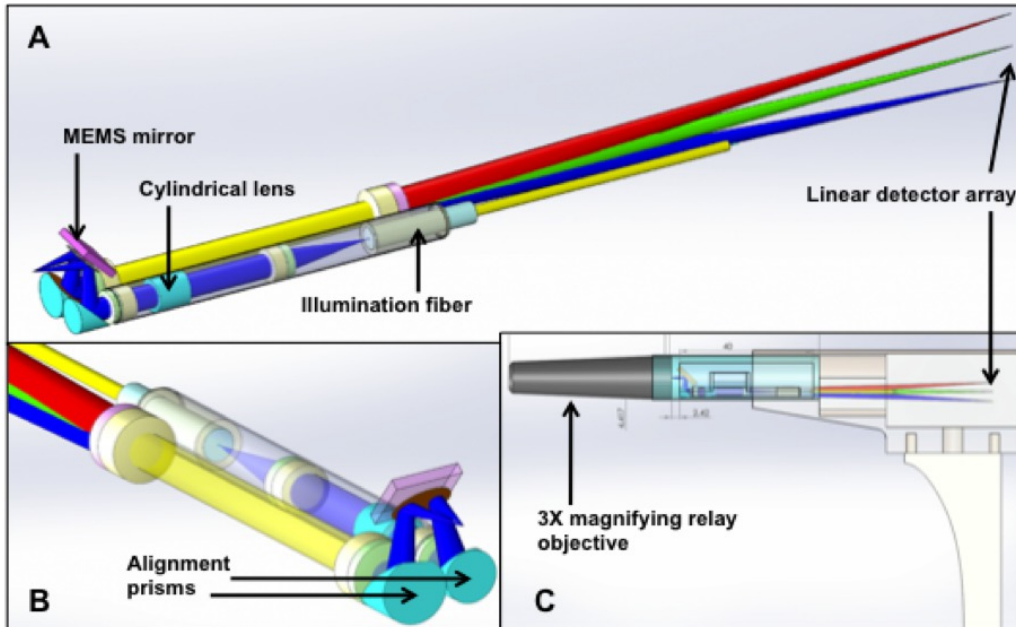 A
MEMS mirror
Cylindrical lens
Linear detector array
Illumination fiber
40
3.42
3X magnifying relay
objective
Alignment
prisms
B
C